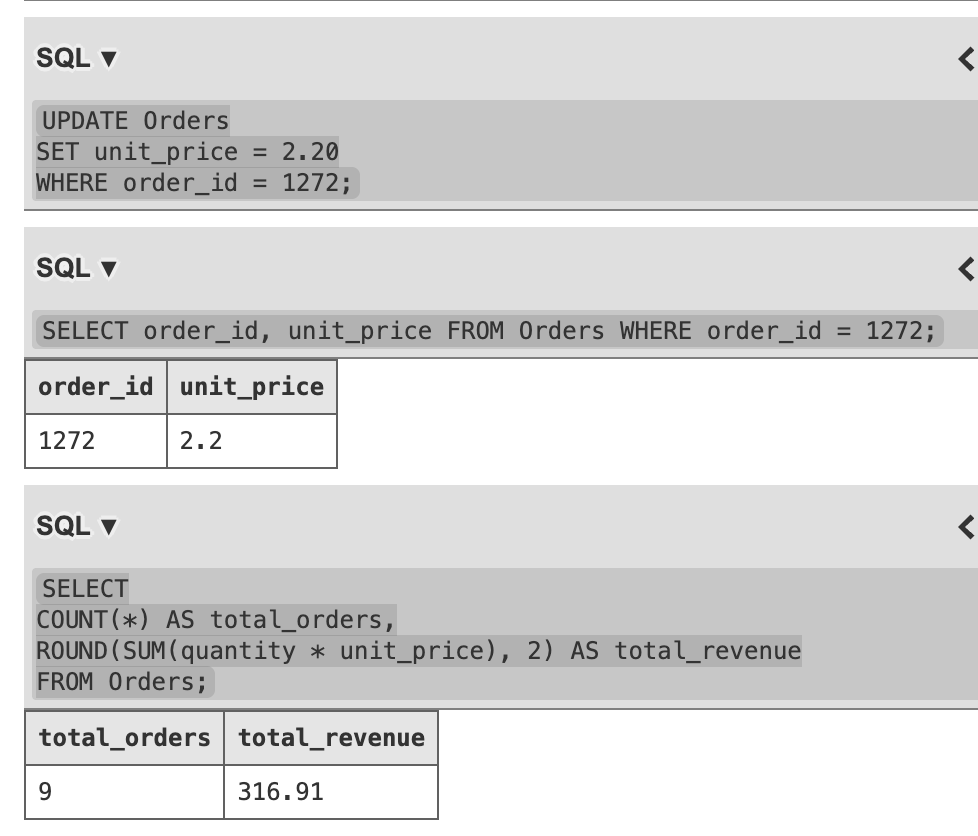 SQL ▼
UPDATE Orders
SET unit_price = 2.20
WHERE order_id = 1272;
SQL ▼
SELECT order_id, unit_price FROM Orders WHERE order_id = 1272;
order_id unit_price
1272 2.2
SQL ▼
SELECT
COUNT(*) AS total_orders,
ROUND(SUM(quantity * unit_price), 2) AS total_revenue
FROM Orders;
total_orders total_revenue
9 316.91